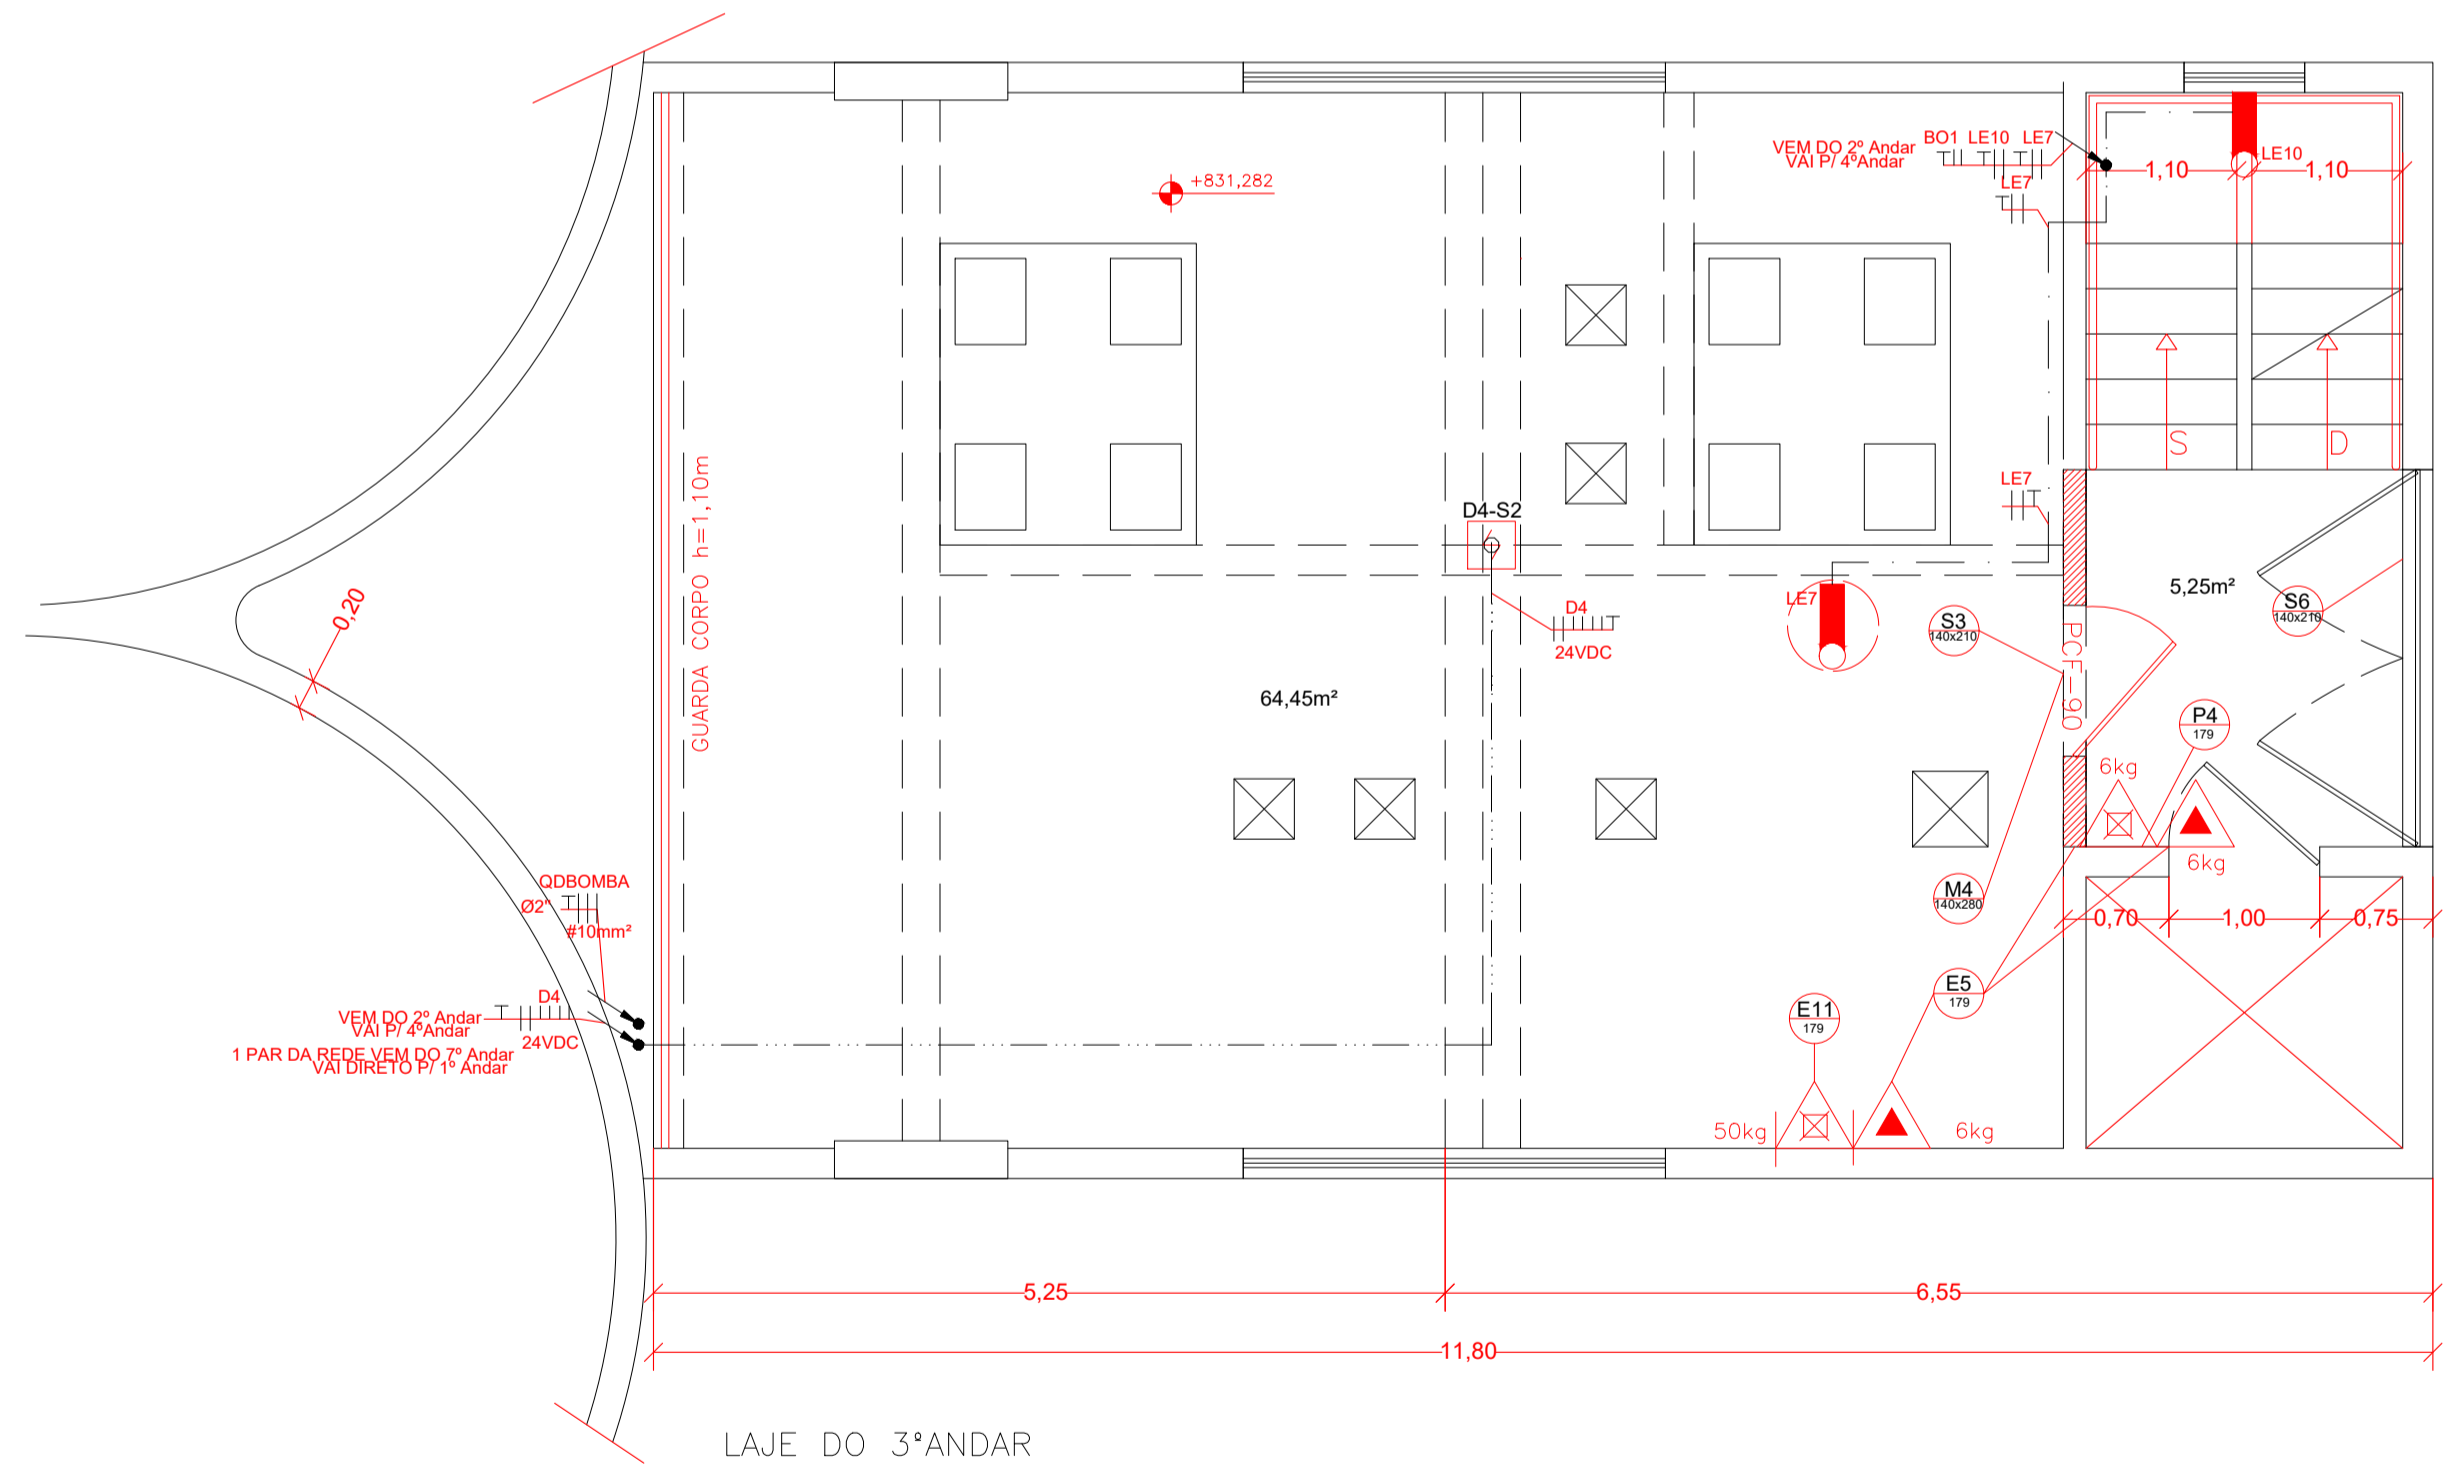 VEM DO 2º Andar
VAI P/ 4ºAndar
BO1 LE10 LE7
LE10
1,10
1,10
+831,282
LE7
S
D
GUARDA CORPO h=1,10m
LE7
D4-S2
0,20
5,25m²
S6
140x210
LE7
D4
24VDC
S3
140x210
PCF-90
64,45m²
P4
179
6kg
6kg
QDBOMBA
Ø2"
#10mm²
M4
140x280
0,70
1,00
0,75
E5
179
E11
179
D4
VEM DO 2º Andar
VAI P/ 4ºAndar
24VDC
1 PAR DA REDE VEM DO 7º Andar
VAI DIRETO P/ 1º Andar
50kg
6kg
5,25
6,55
11,80
LAJE DO 3ºANDAR